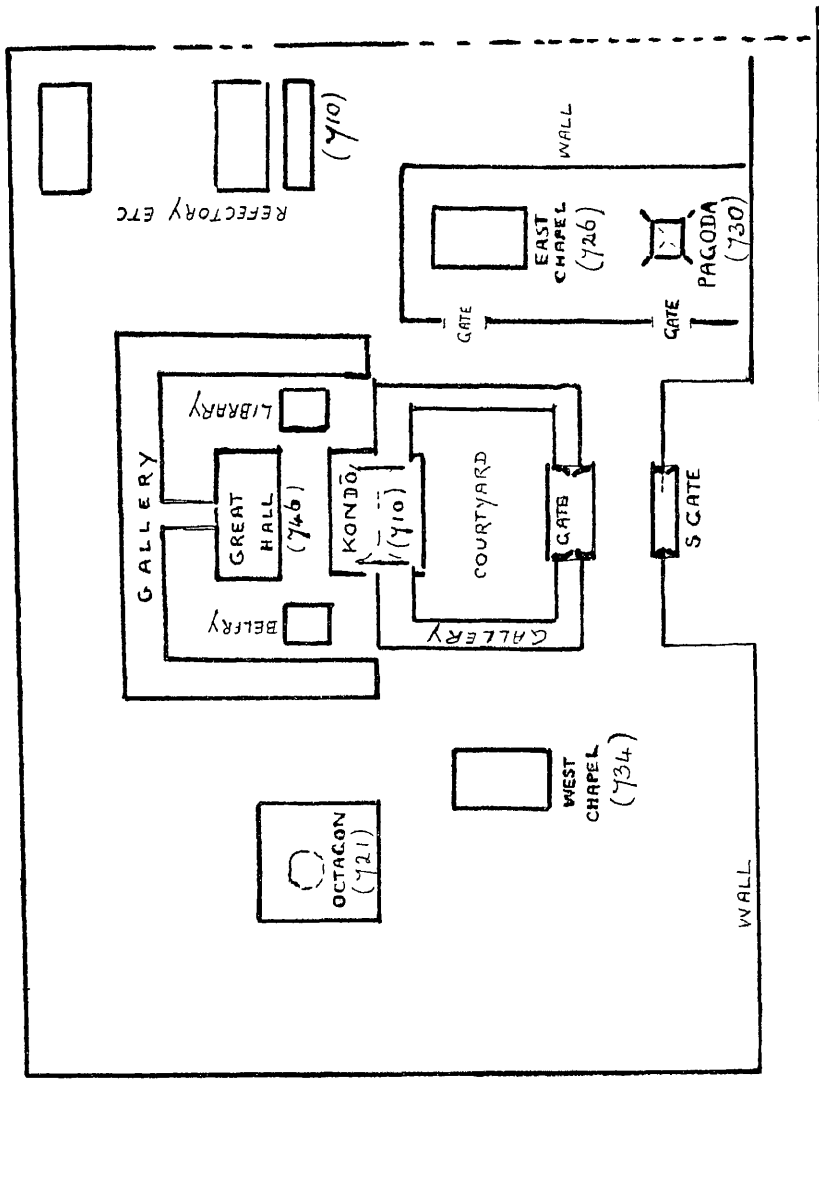 REFECTORY ETC
(710)
WALL
EAST
CHAPEL
(726)
PAGODA
(730)
GATE
GATE
GALLERY
LIBRARY
GREAT
HALL
(746)
BELFRY
KONDŌ
(710)
COURTYARD
GALLERY
GATE
S GATE
OCTAGON
(721)
WEST
CHAPEL
(734)
WALL